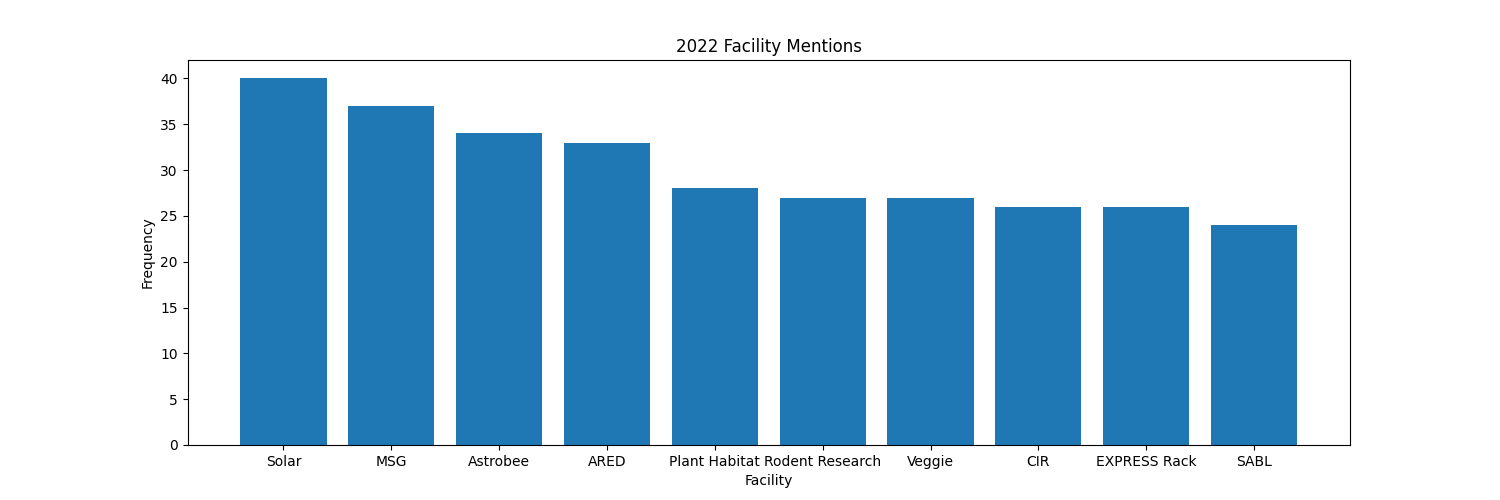 2022 Facility Mentions
Frequency
40
35
30
25
20
15
10
5
0
Solar MSG Astrobee ARED Plant Habitat Rodent Research Veggie CIR EXPRESS Rack SABL
Facility